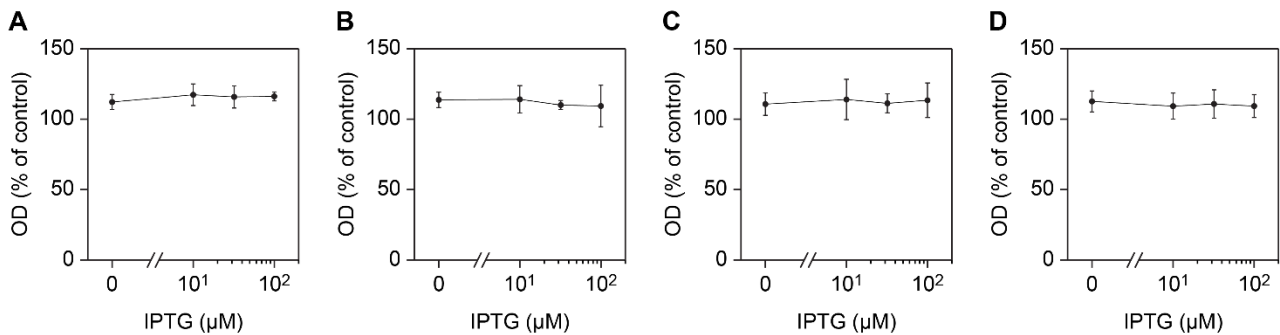 A
OD (% of control)
150
100
50
0
0
10¹
10²
IPTG (µM)
B
OD (% of control)
150
100
50
0
0
10¹
10²
IPTG (µM)
C
OD (% of control)
150
100
50
0
0
10¹
10²
IPTG (µM)
D
OD (% of control)
150
100
50
0
0
10¹
10²
IPTG (µM)